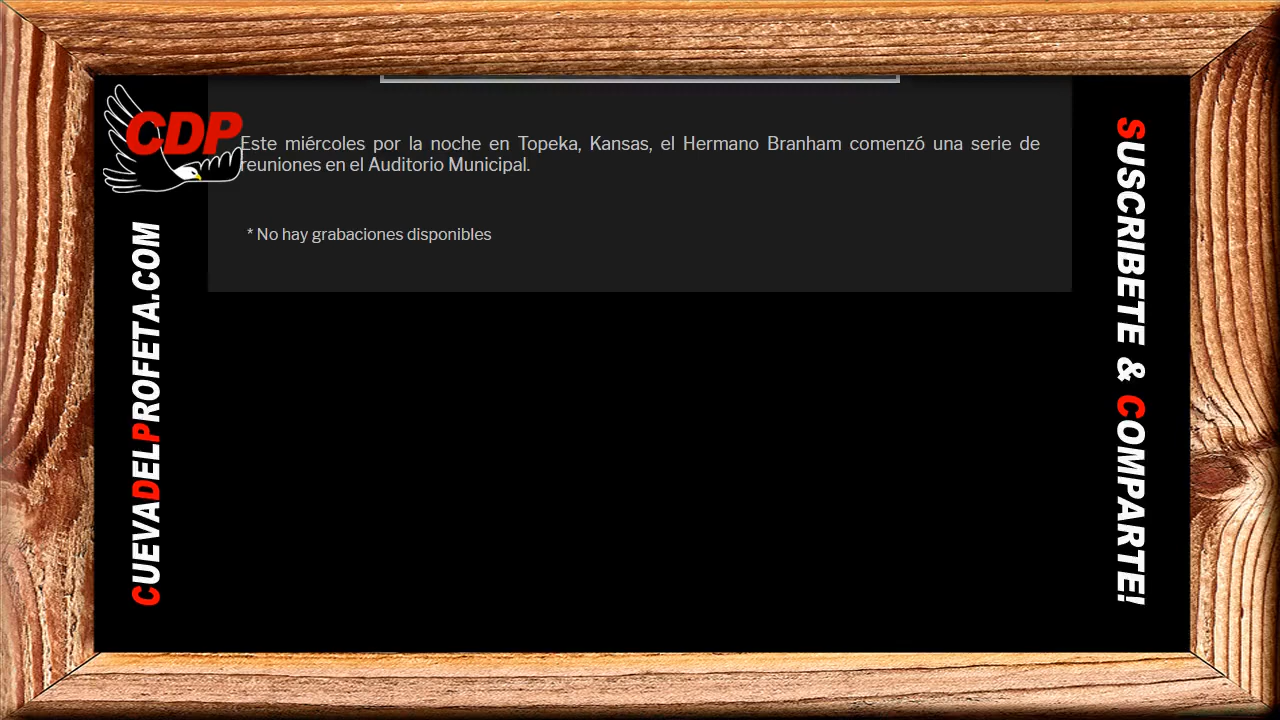 CDP
Este miércoles por la noche en Topeka, Kansas, el Hermano Branham comenzó una serie de
reuniones en el Auditorio Municipal.
* No hay grabaciones disponibles
CUEVADELPROFETA.COM
SUSCRIBETE & COMPARTE!